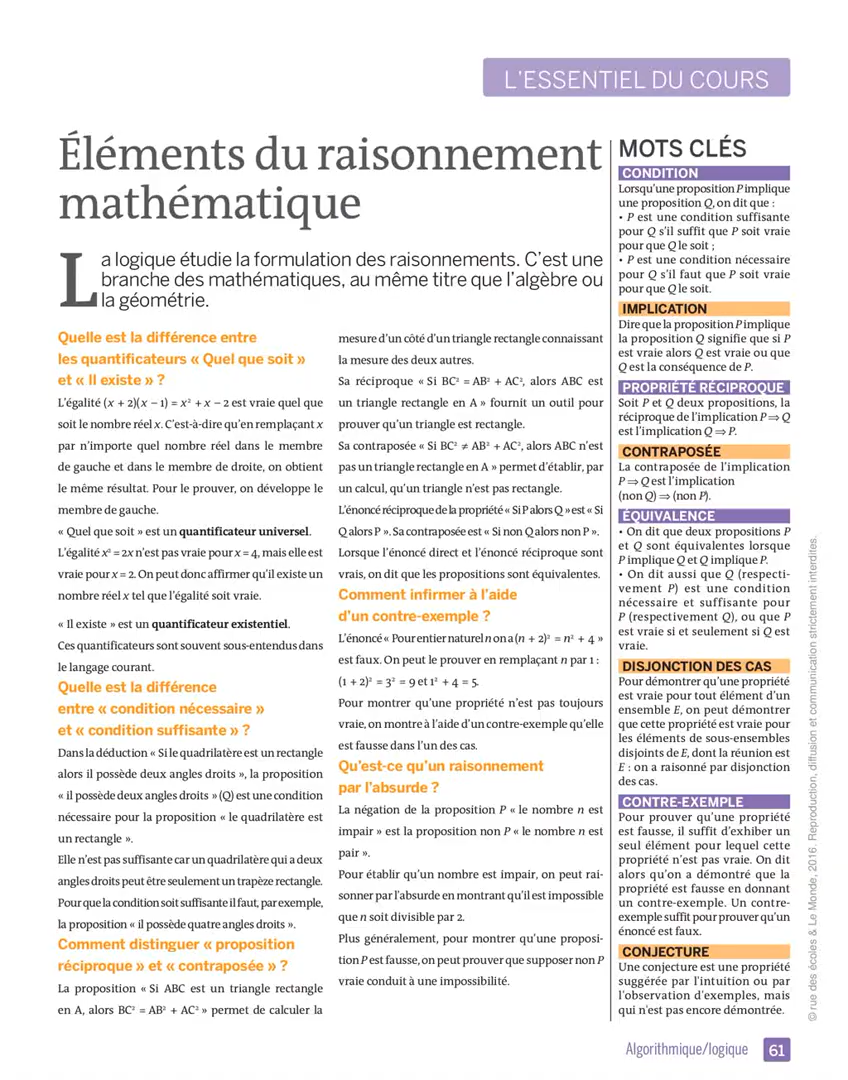 L'ESSENTIEL DU COURS
Éléments du raisonnement
mathématique
La logique étudie la formulation des raisonnements. C'est une
branche des mathématiques, au même titre que l'algèbre ou
la géométrie.
Quelle est la différence entre
les quantificateurs « Quel que soit »
et « Il existe » ?
L'égalité (x + 2)(x − 1) = x² + x − 2 est vraie quel que
soit le nombre réel x. C'est-à-dire qu'en remplaçant x
par n'importe quel nombre réel dans le membre
de gauche et dans le membre de droite, on obtient
le même résultat. Pour le prouver, on développe le
membre de gauche.
« Quel que soit » est un quantificateur universel.
L'égalité x² = 2x n'est pas vraie pour x = 4, mais elle est
vraie pour x = 2. On peut donc affirmer qu'il existe un
nombre réel x tel que l'égalité soit vraie.
« Il existe » est un quantificateur existentiel.
Ces quantificateurs sont souvent sous-entendus dans
le langage courant.
Quelle est la différence
entre « condition nécessaire »
et « condition suffisante » ?
Dans la déduction « Si le quadrilatère est un rectangle
alors il possède deux angles droits », la proposition
« il possède deux angles droits » (Q) est une condition
nécessaire pour la proposition « le quadrilatère est
un rectangle ».
Elle n'est pas suffisante car un quadrilatère qui a deux
angles droits peut être seulement un trapèze rectangle.
Pour que la condition soit suffisante il faut, par exemple,
la proposition « il possède quatre angles droits ».
Comment distinguer « proposition
réciproque » et « contraposée » ?
La proposition « Si ABC est un triangle rectangle
en A, alors BC² = AB² + AC² » permet de calculer la
mesure d'un côté d'un triangle rectangle connaissant
la mesure des deux autres.
Sa réciproque « Si BC² = AB² + AC², alors ABC est
un triangle rectangle en A » fournit un outil pour
prouver qu'un triangle est rectangle.
Sa contraposée « Si BC² ≠ AB² + AC², alors ABC n'est
pas un triangle rectangle en A » permet d'établir, par
un calcul, qu'un triangle n'est pas rectangle.
L'énoncé réciproque de la propriété « Si P alors Q » est « Si
Q alors P ». Sa contraposée est « Si non Q alors non P ».
Lorsque l'énoncé direct et l'énoncé réciproque sont
vrais, on dit que les propositions sont équivalentes.
Comment infirmer à l'aide
d'un contre-exemple ?
L'énoncé « Pour entier naturel n on a (n + 2)² = n² + 4 »
est faux. On peut le prouver en remplaçant n par 1 :
(1 + 2)² = 3² = 9 et 1² + 4 = 5.
Pour montrer qu'une propriété n'est pas toujours
vraie, on montre à l'aide d'un contre-exemple qu'elle
est fausse dans l'un des cas.
Qu'est-ce qu'un raisonnement
par l'absurde ?
La négation de la proposition P « le nombre n est
impair » est la proposition non P « le nombre n est
pair ».
Pour établir qu'un nombre est impair, on peut rai-
sonner par l'absurde en montrant qu'il est impossible
que n soit divisible par 2.
Plus généralement, pour montrer qu'une proposi-
tion P est fausse, on peut prouver que supposer non P
vraie conduit à une impossibilité.
MOTS CLÉS
CONDITION
Lorsqu'une proposition P implique
une proposition Q, on dit que :
• P est une condition suffisante
pour Q s'il suffit que P soit vraie
pour que Q le soit ;
• P est une condition nécessaire
pour Q s'il faut que P soit vraie
pour que Q le soit.
IMPLICATION
Dire que la proposition P implique
la proposition Q signifie que si P
est vraie alors Q est vraie ou que
Q est la conséquence de P.
PROPRIÉTÉ RÉCIPROQUE
Soit P et Q deux propositions, la
réciproque de l'implication P ⇒ Q
est l'implication Q ⇒ P.
CONTRAPOSÉE
La contraposée de l'implication
P ⇒ Q est l'implication
(non Q) ⇒ (non P).
ÉQUIVALENCE
• On dit que deux propositions P
et Q sont équivalentes lorsque
P implique Q et Q implique P.
• On dit aussi que Q (respecti-
vement P) est une condition
nécessaire et suffisante pour
P (respectivement Q), ou que P
est vraie si et seulement si Q est
vraie.
DISJONCTION DES CAS
Pour démontrer qu'une propriété
est vraie pour tout élément d'un
ensemble E, on peut démontrer
que cette propriété est vraie pour
les éléments de sous-ensembles
disjoints de E, dont la réunion est
E : on a raisonné par disjonction
des cas.
CONTRE-EXEMPLE
Pour prouver qu'une propriété
est fausse, il suffit d'exhiber un
seul élément pour lequel cette
propriété n'est pas vraie. On dit
alors qu'on a démontré que la
propriété est fausse en donnant
un contre-exemple. Un contre-
exemple suffit pour prouver qu'un
énoncé est faux.
CONJECTURE
Une conjecture est une propriété
suggérée par l'intuition ou par
l'observation d'exemples, mais
qui n'est pas encore démontrée.
© rue des écoles & Le Monde, 2016. Reproduction, diffusion et communication strictement interdites.
Algorithmique/logique 61